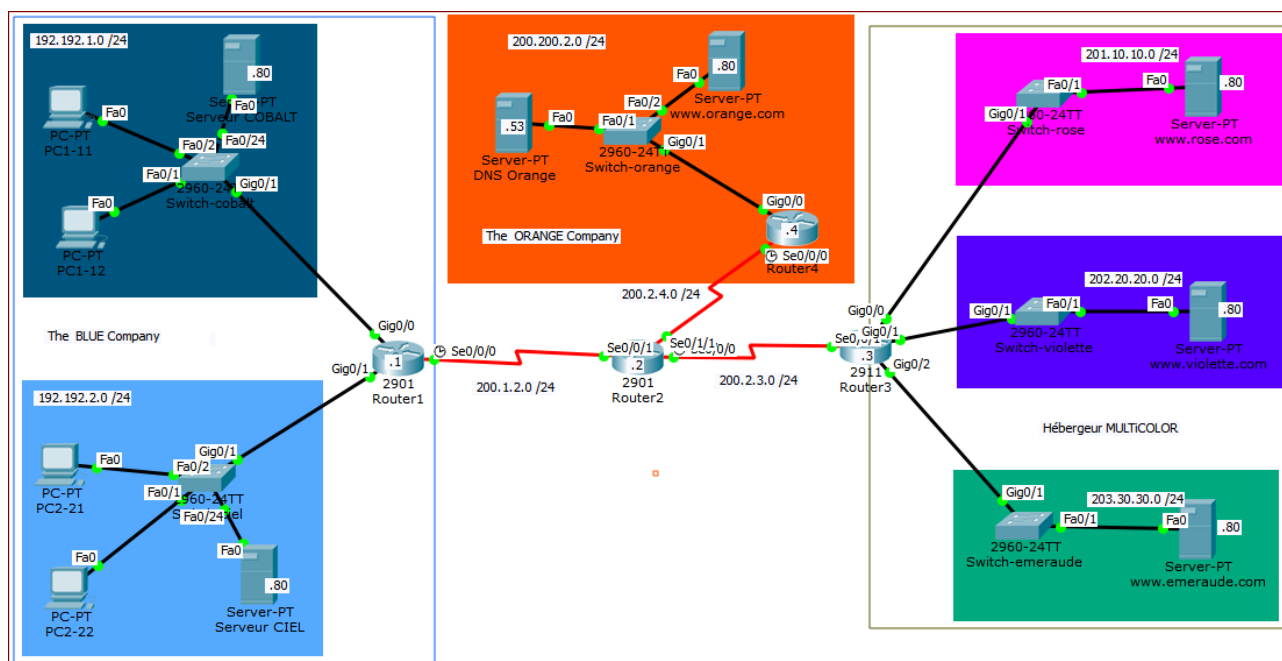 192.192.1.0 /24
.80
Server-PT
Serveur COBALT
Fa0
Fa0
PC-PT
PC1-11
Fa0/2
Fa0/24
Fa0/1
Gig0/1
Switch-cobalt
Fa0
PC-PT
PC1-12
The BLUE Company
Gig0/0
Gig0/1
.1
Se0/0/0
2901
Router1
200.1.2.0 /24
192.192.2.0 /24
Fa0
PC-PT
PC2-21
Gig0/1
Fa0/2
Fa0/1
Fa0/24
Fa0
PC-PT
PC2-22
Fa0
.80
Server-PT
Serveur CIEL
200.200.2.0 /24
.80
Fa0
Server-PT
www.orange.com
.53
Fa0
Server-PT
DNS Orange
Fa0/2
Fa0/1
Gig0/1
2960-24TT
Switch-orange
The ORANGE Company
Gig0/0
.4
Se0/0/0
Router4
200.2.4.0 /24
Se0/0/1
Se0/1/1
.2
2901
Router2
200.2.3.0 /24
Gig0/0
Gig0/1
.3
Gig0/2
2911
Router3
201.10.10.0 /24
Fa0/1
Fa0
.80
Gig0/1
Switch-rose
Server-PT
www.rose.com
202.20.20.0 /24
Gig0/1
Fa0/1
Fa0
.80
2960-24TT
Switch-violette
Server-PT
www.violette.com
Hébergeur MULTiCOLOR
203.30.30.0 /24
Gig0/1
Fa0/1
Fa0
.80
2960-24TT
Switch-emeraude
Server-PT
www.emeraude.com